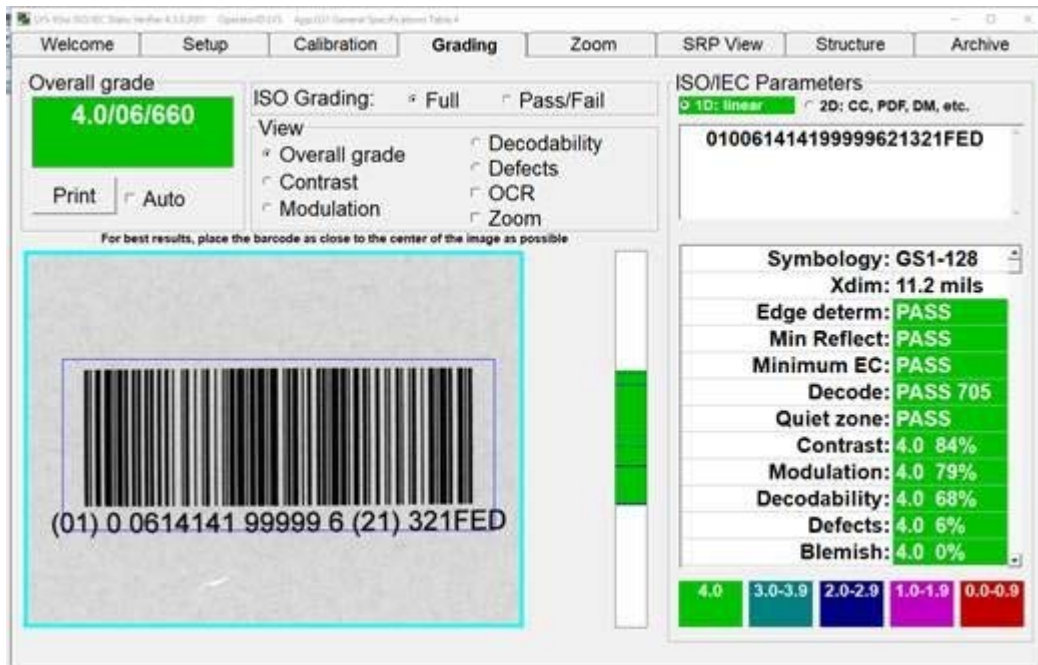 Welcome Setup Calibration Grading Zoom SRP View Structure Archive
Overall grade
4.0/06/660
Print Auto
ISO Grading: Full Pass/Fail
View
Overall grade
Contrast
Modulation
Decodability
Defects
OCR
Zoom
For best results, place the barcode as close to the center of the image as possible
(01) 0 0614141 99999 6 (21) 321FED
ISO/IEC Parameters
1D: linear 2D: CC, PDF, DM, etc.
010061414199999621321FED
Symbology: GS1-128
Xdim: 11.2 mils
Edge determ: PASS
Min Reflect: PASS
Minimum EC: PASS
Decode: PASS 705
Quiet zone: PASS
Contrast: 4.0 84%
Modulation: 4.0 79%
Decodability: 4.0 68%
Defects: 4.0 6%
Blemish: 4.0 0%
4.0 3.0-3.9 2.0-2.9 1.0-1.9 0.0-0.9